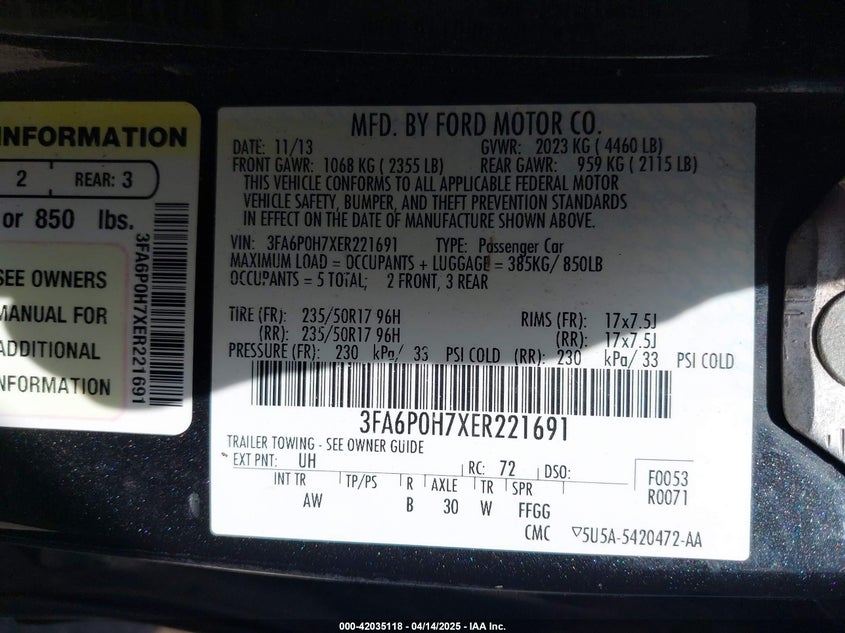 INFORMATION
2 REAR: 3
or 850 lbs.
SEE OWNERS
MANUAL FOR
ADDITIONAL
INFORMATION
3FA6P0H7XER221691
MFD. BY FORD MOTOR CO.
DATE: 11/13 GVWR: 2023 KG ( 4460 LB)
FRONT GAWR: 1068 KG ( 2355 LB) REAR GAWR: 959 KG ( 2115 LB)
THIS VEHICLE CONFORMS TO ALL APPLICABLE FEDERAL MOTOR
VEHICLE SAFETY, BUMPER, AND THEFT PREVENTION STANDARDS
IN EFFECT ON THE DATE OF MANUFACTURE SHOWN ABOVE.
VIN: 3FA6P0H7XER221691 TYPE: Passenger Car
MAXIMUM LOAD = OCCUPANTS + LUGGAGE = 385KG/ 850LB
OCCUPANTS = 5 TOTAL; 2 FRONT, 3 REAR
TIRE (FR): 235/50R17 96H RIMS (FR): 17x7.5J
(RR): 235/50R17 96H (RR): 17x7.5J
PRESSURE (FR): 230 kPa/ 33 PSI COLD (RR): 230 kPa/ 33 PSI COLD
3FA6P0H7XER221691
TRAILER TOWING - SEE OWNER GUIDE
EXT PNT: UH RC: 72 DSO: F0053
R0071
INT TR TP/PS R AXLE TR SPR
AW B 30 W FFGG
CMC ▽5U5A-5420472-AA
000-42035118 - 04/14/2025 - IAA Inc.